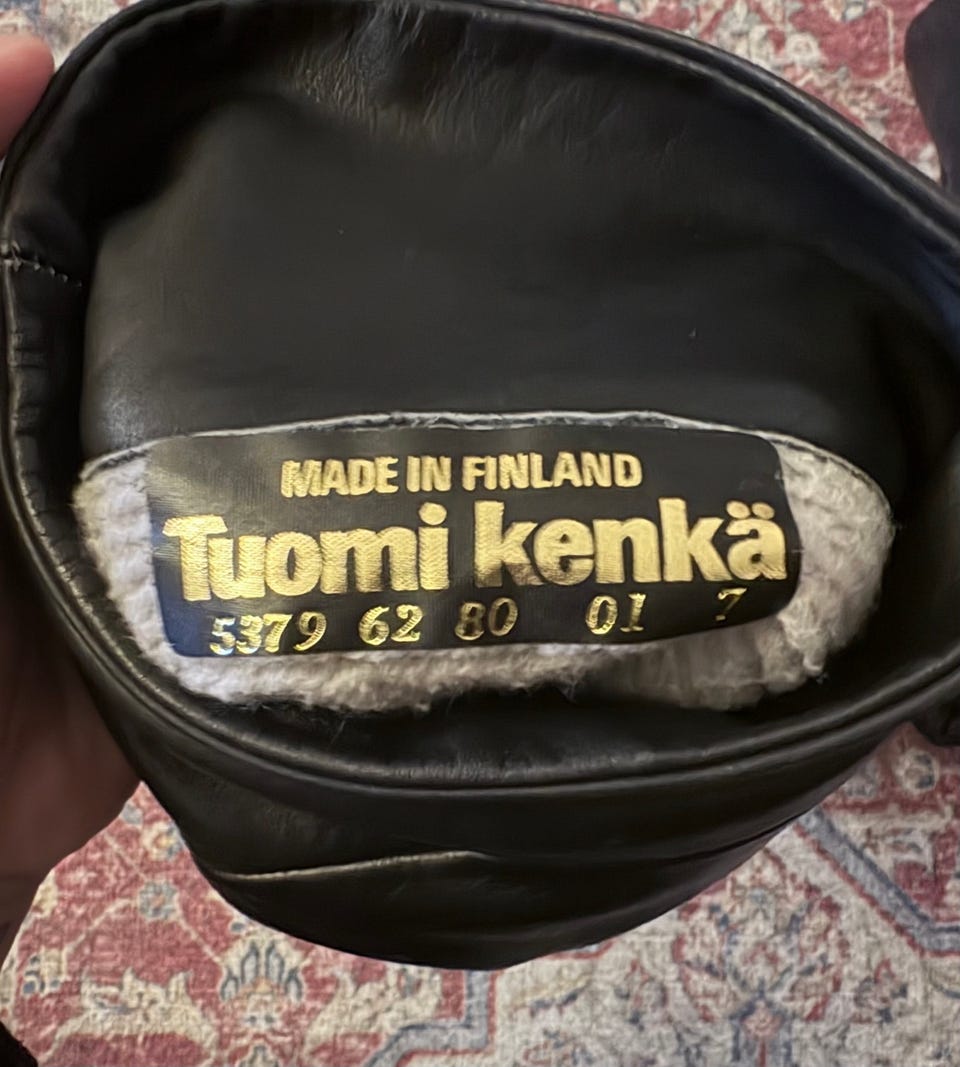 MADE IN FINLAND
Tuomi kenkä
5379 62 80 01 7